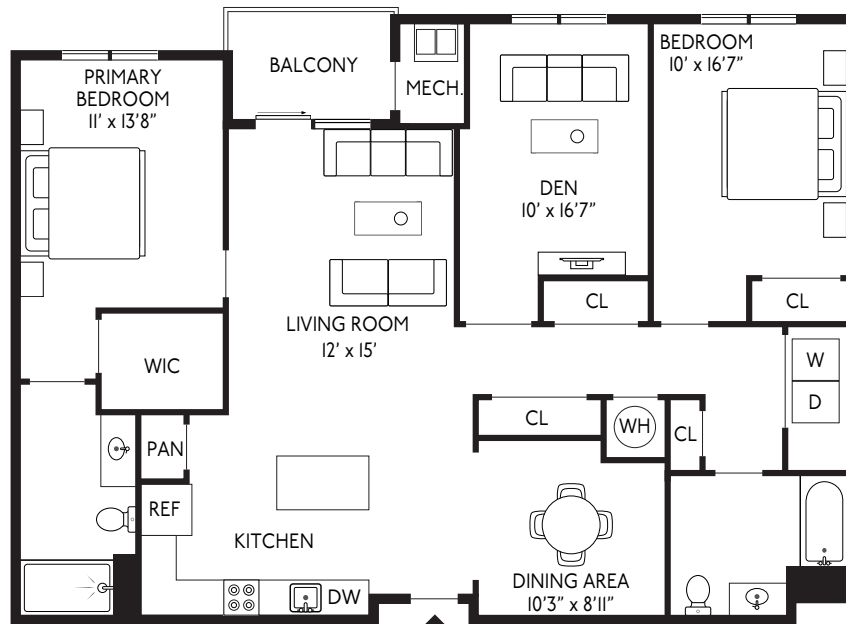 PRIMARY
BEDROOM
11' x 13'8"
BALCONY
MECH.
BEDROOM
10' x 16'7"
DEN
10' x 16'7"
CL
CL
LIVING ROOM
12' x 15'
WIC
W
D
CL
WH
CL
PAN
REF
KITCHEN
DW
DINING AREA
10'3" x 8'11"